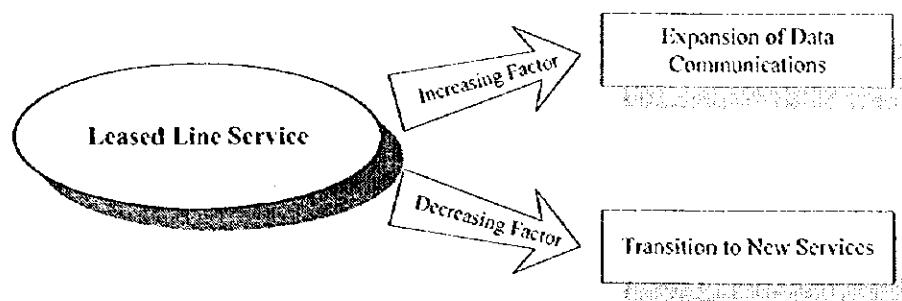 Expansion of Data
Communications
Increasing Factor
Leased Line Service
Decreasing Factor
Transition to New Services